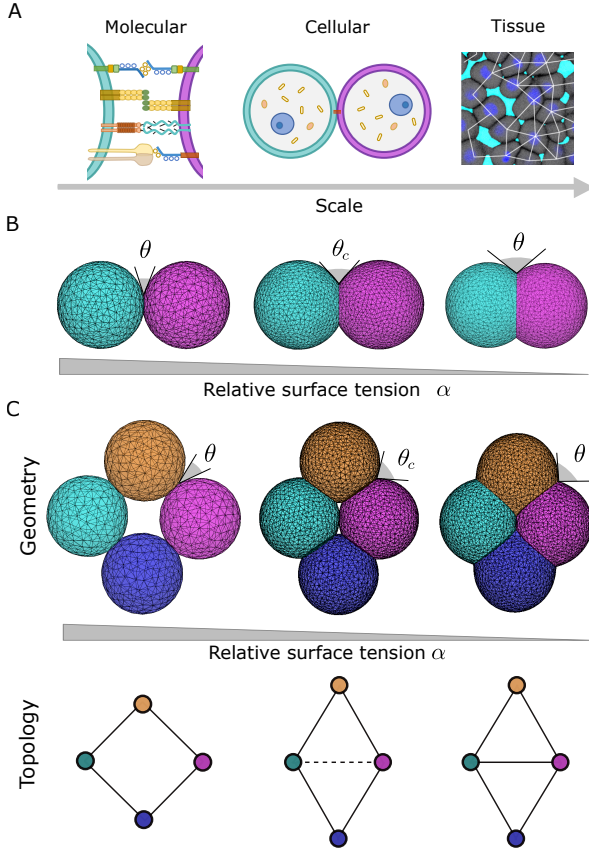 A
Molecular Cellular Tissue
Scale
B
θ θc θ
Relative surface tension α
C
Geometry
θ θc θ
Relative surface tension α
Topology